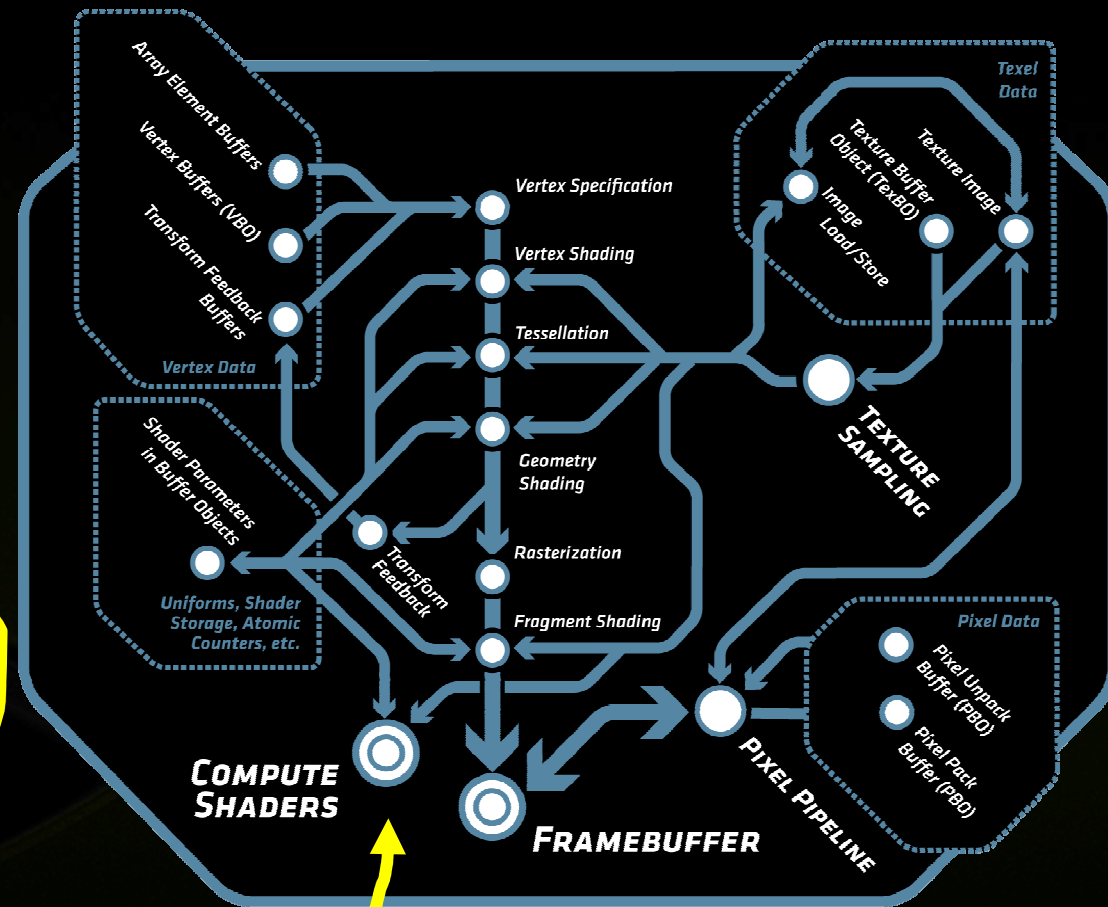 Array Element Buffers
Vertex Buffers (VBO)
Transform Feedback
Buffers
Vertex Data
Shader Parameters
in Buffer Objects
Uniforms, Shader
Storage, Atomic
Counters, etc.
Vertex Specification
Vertex Shading
Tessellation
Geometry
Shading
Transform
Feedback
Rasterization
Fragment Shading
Texel
Data
Texture Image
Texture Buffer
Object (TexBO)
Image
Load/Store
TEXTURE
SAMPLING
Pixel Data
Pixel Unpack
Buffer (PBO)
Pixel Pack
Buffer (PBO)
PIXEL PIPELINE
COMPUTE
SHADERS
FRAMEBUFFER